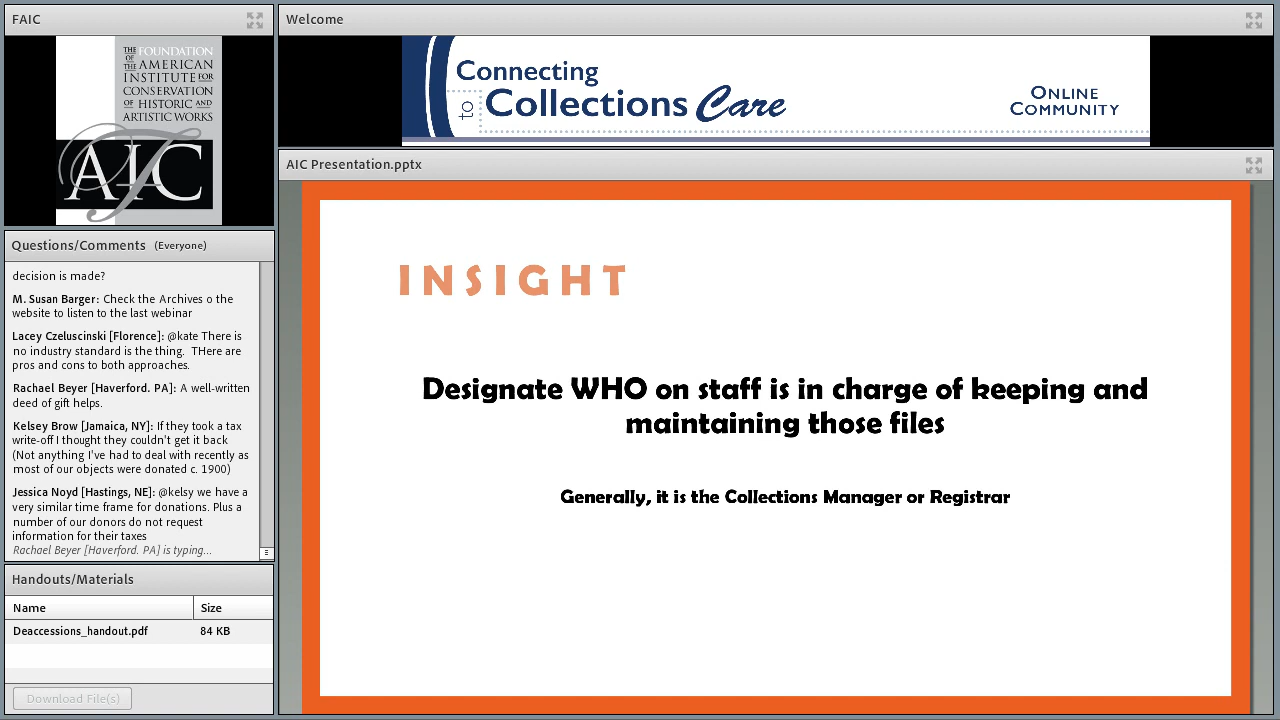 FAIC
THE FOUNDATION
OF THE AMERICAN
INSTITUTE FOR
CONSERVATION
OF HISTORIC AND
ARTISTIC WORKS
AIC
Questions/Comments (Everyone)
decision is made?
M. Susan Barger: Check the Archives o the
website to listen to the last webinar
Lacey Czeluscinski [Florence]: @kate There is
no industry standard is the thing. THere are
pros and cons to both approaches.
Rachael Beyer [Haverford. PA]: A well-written
deed of gift helps.
Kelsey Brow [Jamaica, NY]: If they took a tax
write-off I thought they couldn't get it back
(Not anything I've had to deal with recently as
most of our objects were donated c. 1900)
Jessica Noyd [Hastings, NE]: @kelsy we have a
very similar time frame for donations. Plus a
number of our donors do not request
information for their taxes
Rachael Beyer [Haverford. PA] is typing...
Handouts/Materials
Name Size
Deaccessions_handout.pdf 84 KB
Download File(s)
Welcome
Connecting
to Collections Care
ONLINE
COMMUNITY
AIC Presentation.pptx
INSIGHT
Designate WHO on staff is in charge of keeping and
maintaining those files
Generally, it is the Collections Manager or Registrar